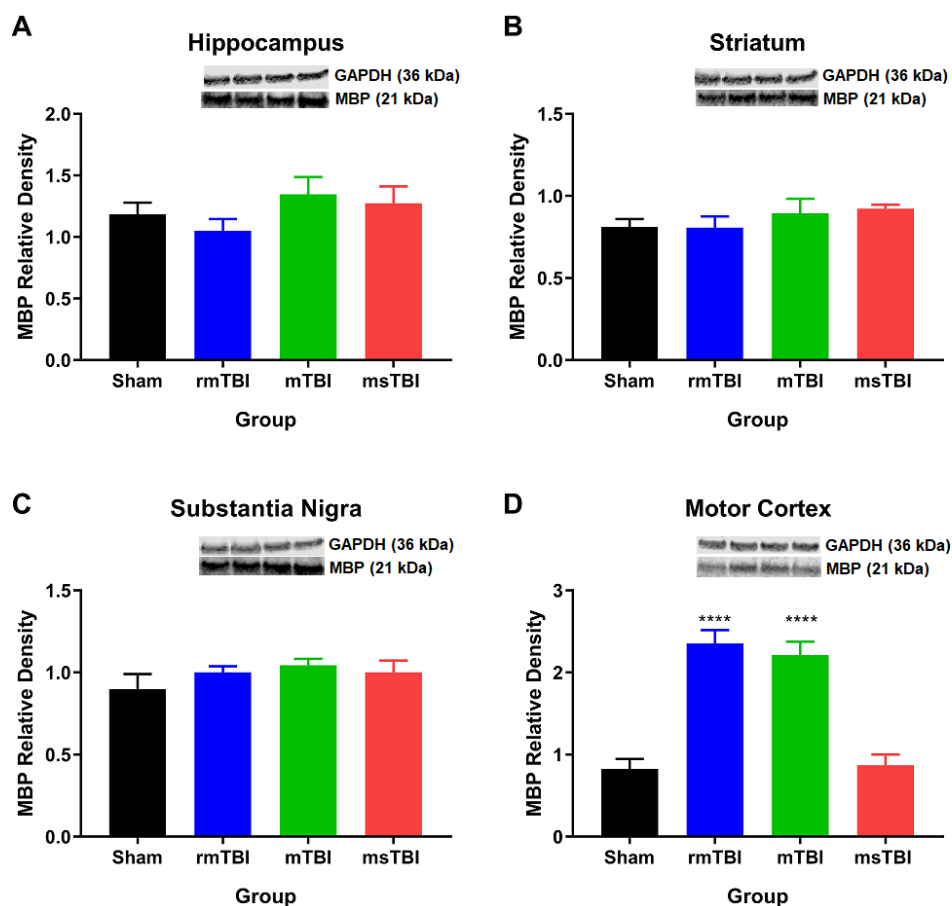 A
Hippocampus
GAPDH (36 kDa)
MBP (21 kDa)
MBP Relative Density
2.0
1.5
1.0
0.5
0.0
Sham rmTBI mTBI msTBI
Group
B
Striatum
GAPDH (36 kDa)
MBP (21 kDa)
MBP Relative Density
1.5
1.0
0.5
0.0
Sham rmTBI mTBI msTBI
Group
C
Substantia Nigra
GAPDH (36 kDa)
MBP (21 kDa)
MBP Relative Density
1.5
1.0
0.5
0.0
Sham rmTBI mTBI msTBI
Group
D
Motor Cortex
GAPDH (36 kDa)
MBP (21 kDa)
MBP Relative Density
3
2
1
0
**** ****
Sham rmTBI mTBI msTBI
Group